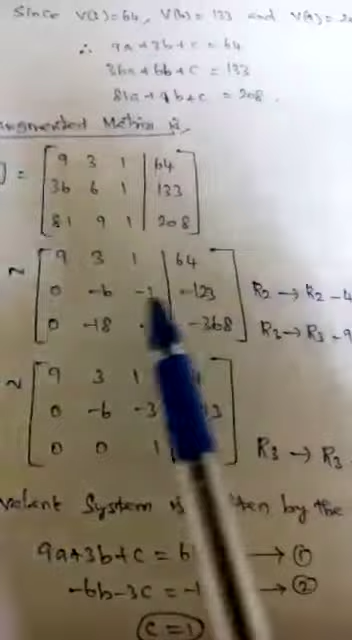 Since V(3)=64, V(6)=133 and
∴ 9a+3b+c = 64
36a+6b+c = 133
81a+9b+c = 208
Augmented Matrix is,
= [ 9 3 1 | 64
36 6 1 | 133
81 9 1 | 208 ]
~ [ 9 3 1 | 64
0 -6 | -123 R2 → R2-4
0 -18 | -368 ] R3 → R3-9
~ [ 9 3 1
0 -6 -3
0 0 1 ] R3 → R3
System by the
9a+3b+c = 6 → ①
-6b-3c = -1 → ②
c=1